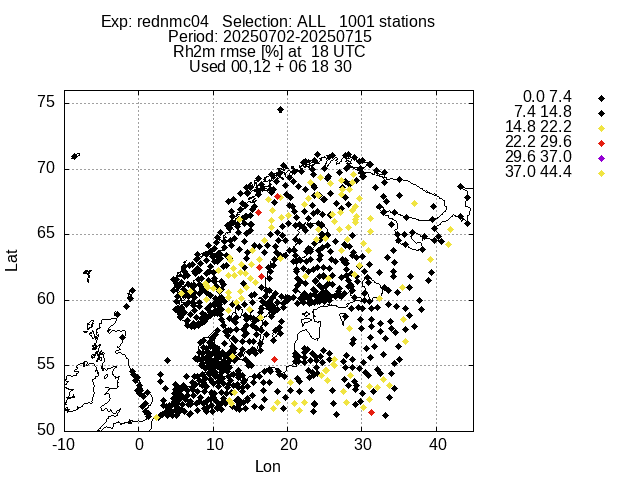 Exp: rednmc04   Selection: ALL   1001 stations
Period: 20250702-20250715
Rh2m rmse [%] at  18 UTC
Used 00,12 + 06 18 30
0.0 7.4
7.4 14.8
14.8 22.2
22.2 29.6
29.6 37.0
37.0 44.4
75
70
65
60
55
50
Lat
-10 0 10 20 30 40
Lon